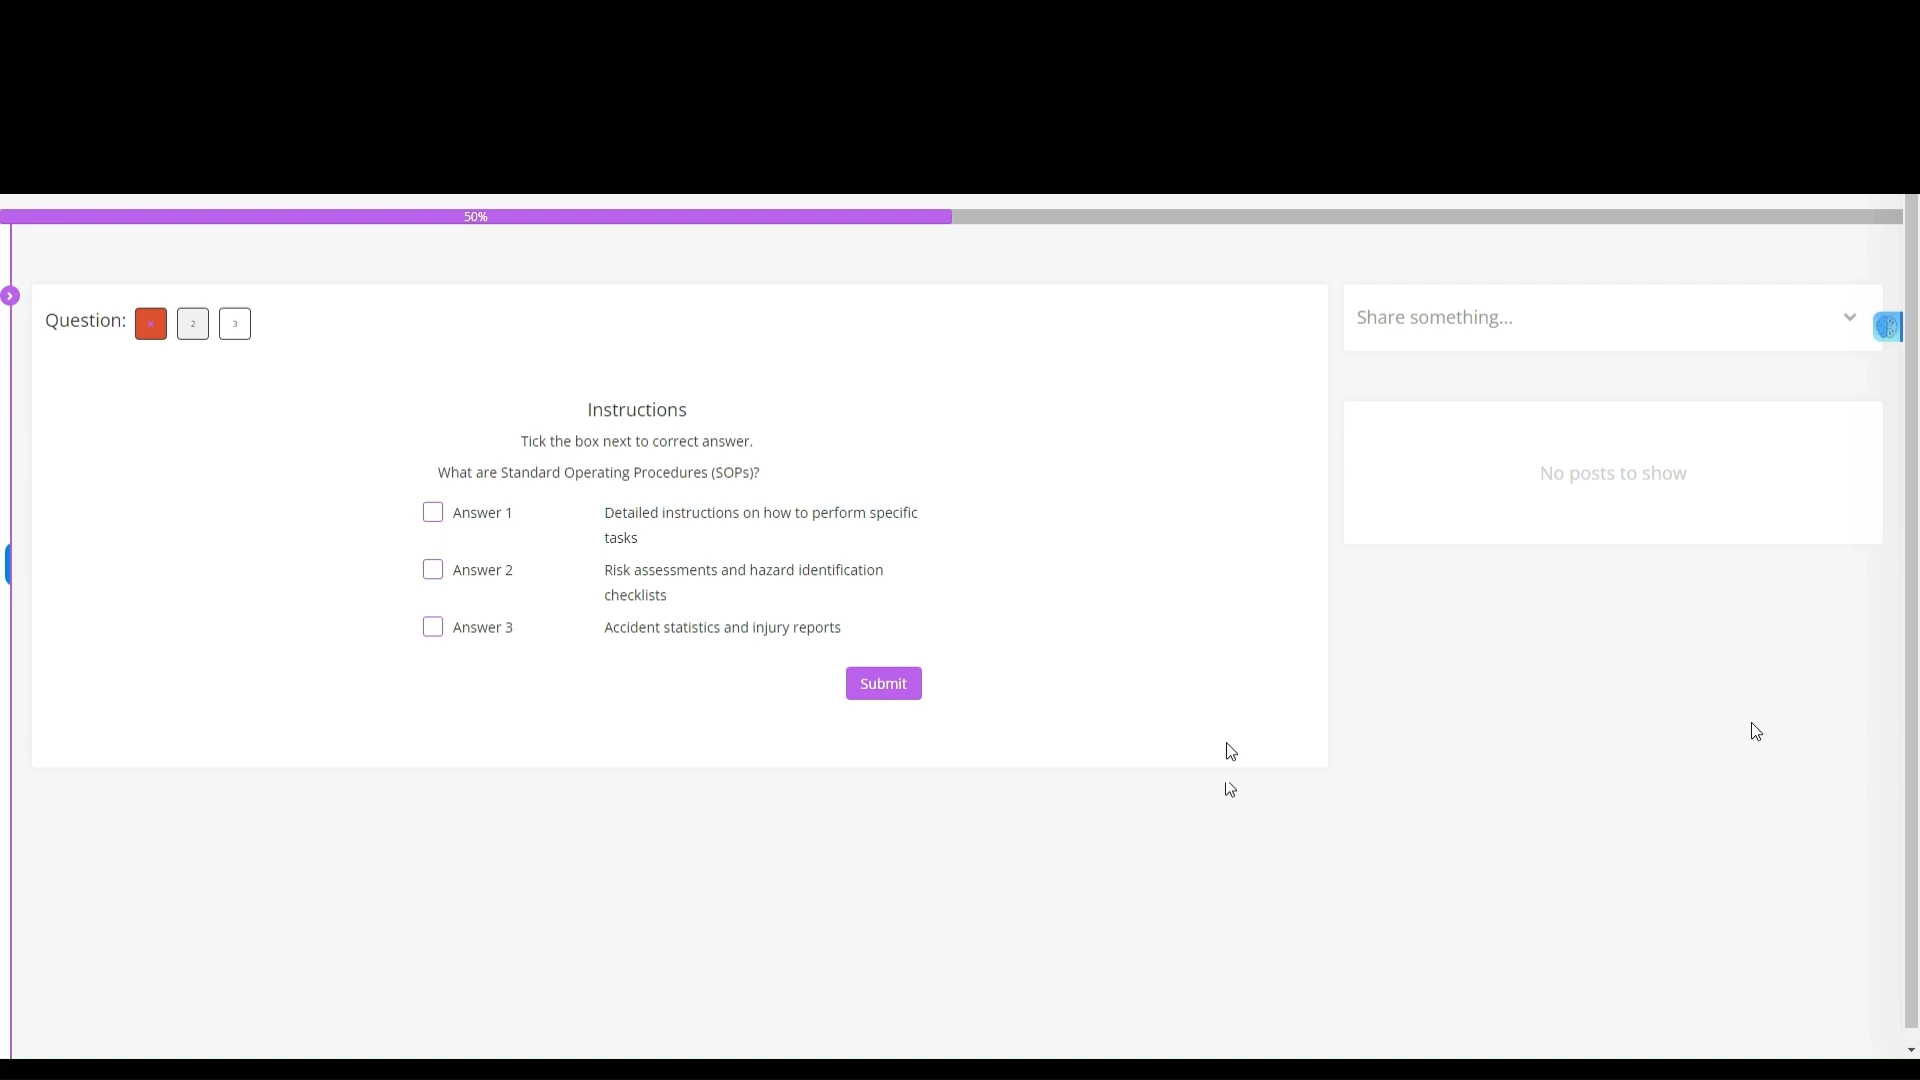 50%
Question: × 2 3
Share something...
Instructions
Tick the box next to correct answer.
What are Standard Operating Procedures (SOPs)?
No posts to show
Answer 1 Detailed instructions on how to perform specific
tasks
Answer 2 Risk assessments and hazard identification
checklists
Answer 3 Accident statistics and injury reports
Submit